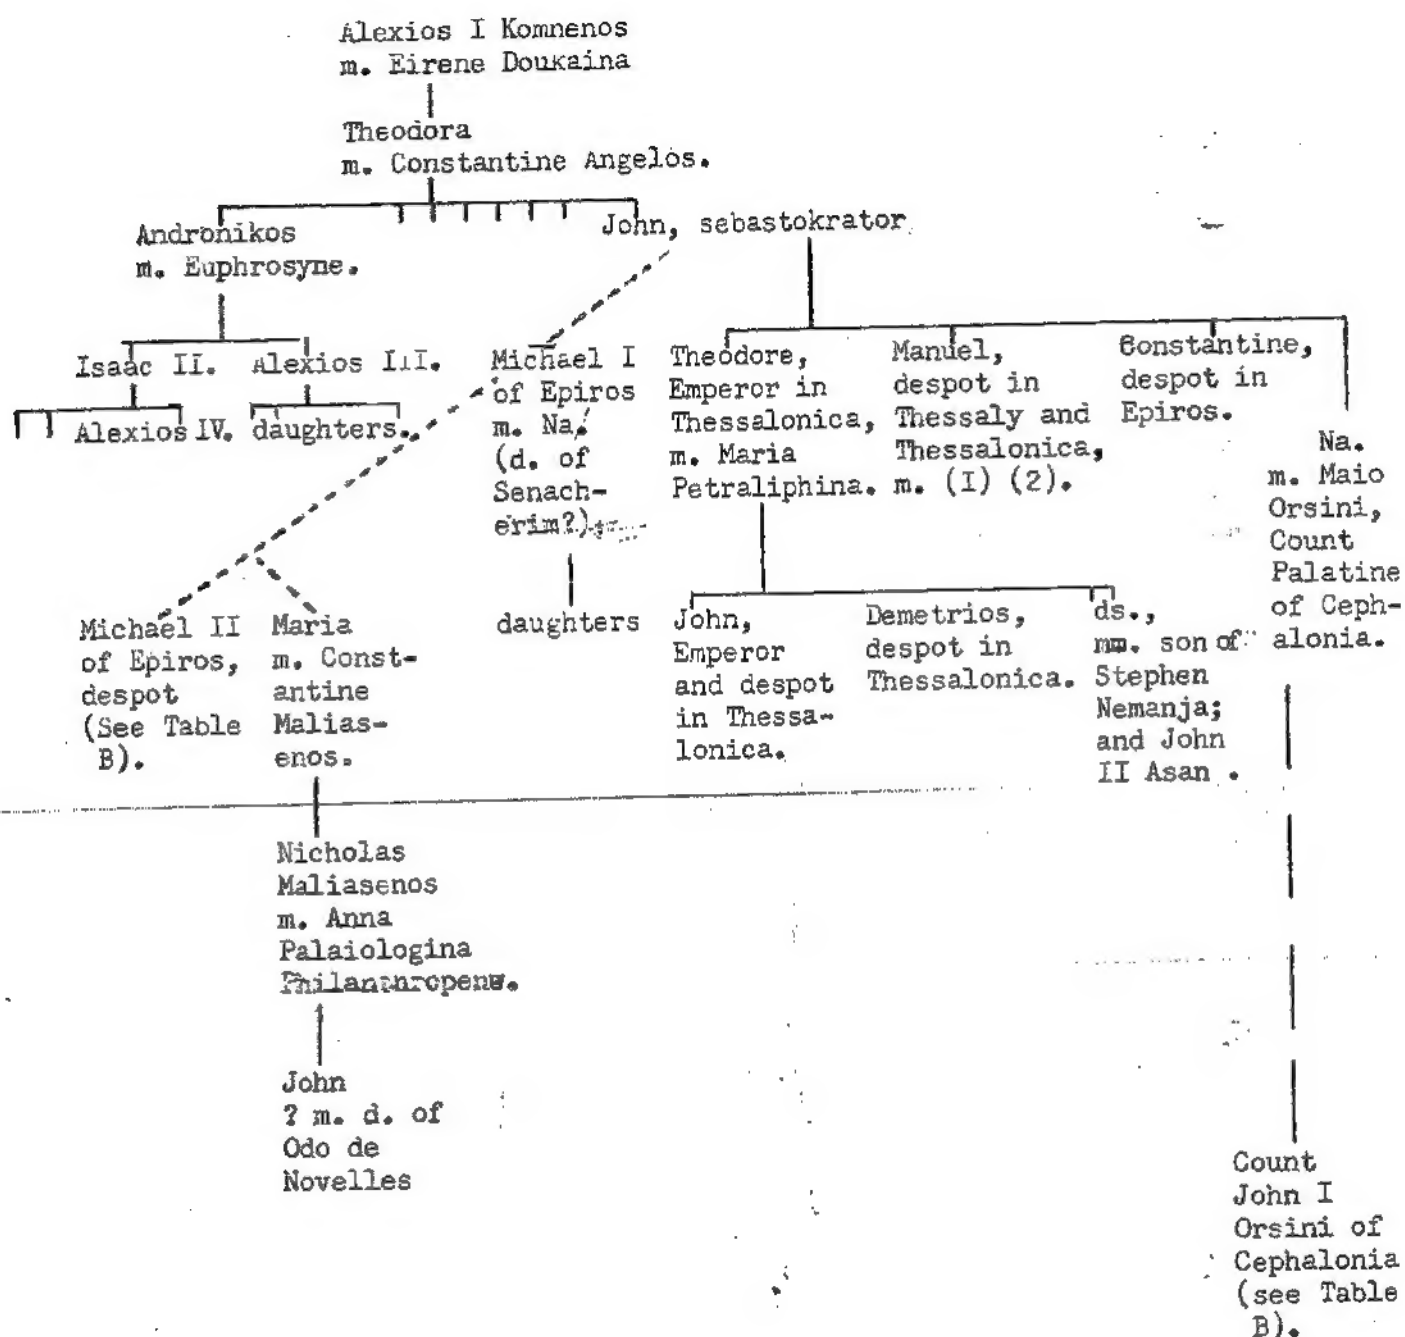 Alexios I Komnenos
m. Eirene Doukaina
Theodora
m. Constantine Angelos.
Andronikos
m. Euphrosyne.
John, sebastokrator
Isaac II.
Alexios III.
Alexios IV.
daughters.
Michael I
of Epiros
m. Na.
(d. of
Senach-
erim?)
Theodore,
Emperor in
Thessalonica,
m. Maria
Petraliphina.
Manuel,
despot in
Thessaly and
Thessalonica,
m. (1) (2).
Constantine,
despot in
Epiros.
Na.
m. Maio
Orsini,
Count
Palatine
of Ceph-
alonia.
Michael II
of Epiros,
despot
(See Table
B).
Maria
m. Const-
antine
Malias-
enos.
daughters
John,
Emperor
and despot
in Thessa-
lonica.
Demetrios,
despot in
Thessalonica.
ds.,
mm. son of
Stephen
Nemanja;
and John
II Asan .
Nicholas
Maliasenos
m. Anna
Palaiologina
John
? m. d. of
Odo de
Novelles
Count
John I
Orsini of
Cephalonia
(see Table
B).